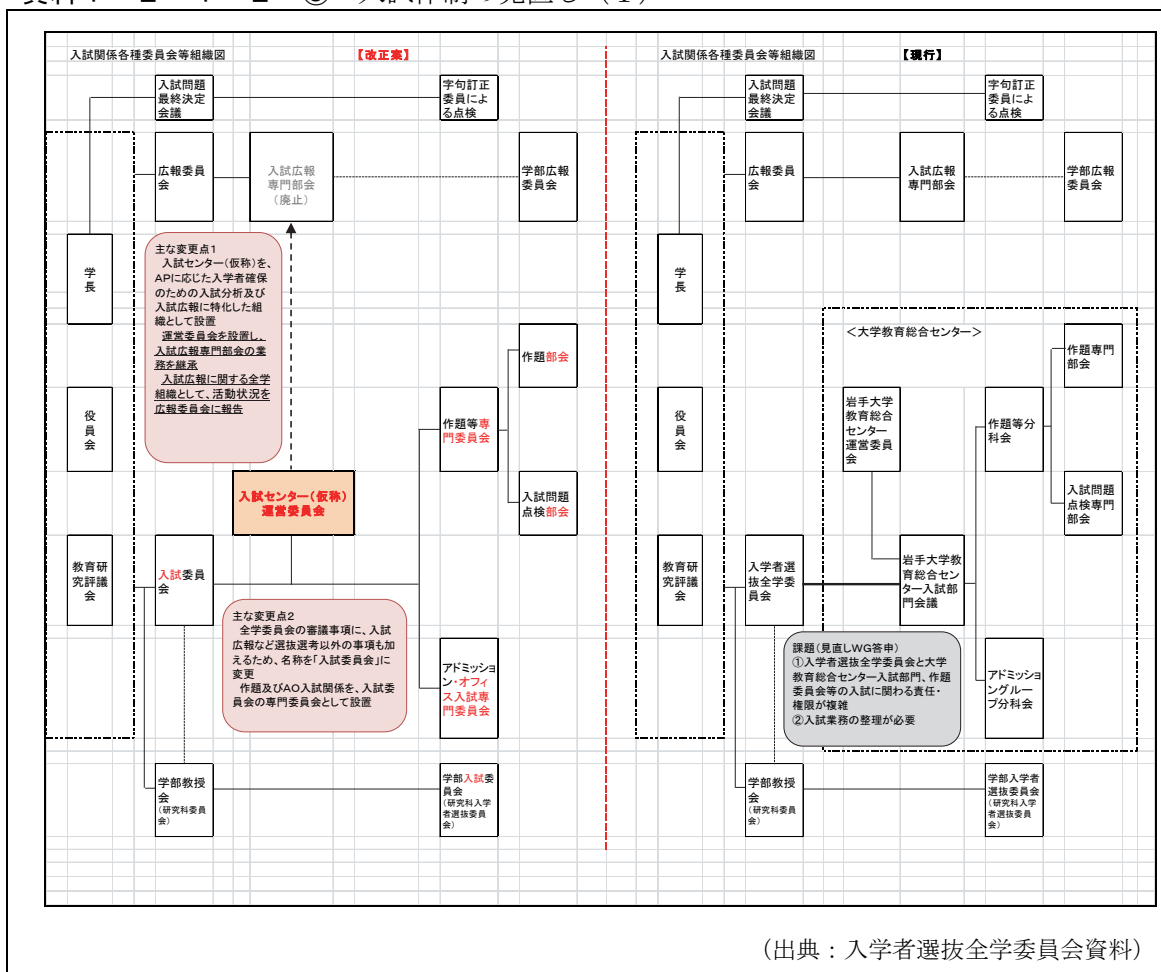 入試関係各種委員会等組織図
【改正案】
入試問題
最終決定
会議
字句訂正
委員によ
る点検
広報委員
会
入試広報
専門部会
(廃止)
学部広報
委員会
学
長
主な変更点1
入試センター(仮称)を、
APに応じた入学者確保
のための入試分析及び
入試広報に特化した組
織として設置
運営委員会を設置し、
入試広報専門部会の業
務を継承
入試広報に関する全学
組織として、活動状況を
広報委員会に報告
作題部会
役
員
会
作題等専
門委員会
入試センター(仮称)
運営委員会
入試問題
点検部会
教育研
究評議
会
入試委員
会
主な変更点2
全学委員会の審議事項に、入試
広報など選抜選考以外の事項も加
えるため、名称を「入試委員会」に
変更
作題及びAO入試関係を、入試委
員会の専門委員会として設置
アドミッショ
ン・オフィ
ス入試専
門委員会
学部教授
会
(研究科委員
会)
学部入試委
員会
(研究科入学
者選抜委員
会)
入試関係各種委員会等組織図
【現行】
入試問題
最終決定
会議
字句訂正
委員によ
る点検
広報委員
会
入試広報
専門部会
学部広報
委員会
学
長
<大学教育総合センター>
作題専門
部会
役
員
会
岩手大学
教育総合
センター
運営委員
会
作題等分
科会
入試問題
点検専門
部会
教育研
究評議
会
入学者選
抜全学委
員会
岩手大学教
育総合セン
ター入試部
門会議
課題(見直しWG答申)
①入学者選抜全学委員会と大学
教育総合センター入試部門、作題
委員会等の入試に関わる責任・
権限が複雑
②入試業務の整理が必要
アドミッショ
ングルー
プ分科会
学部教授
会
(研究科委員
会)
学部入学者
選抜委員会
(研究科入学
者選抜委員
会)
(出典：入学者選抜全学委員会資料)